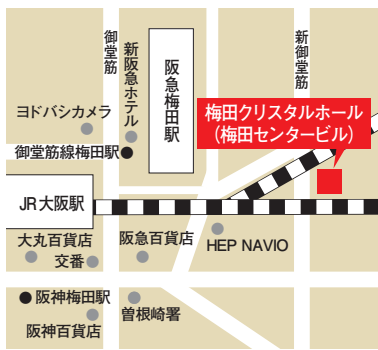 御堂筋
新阪急ホテル
阪急梅田駅
新御堂筋
ヨドバシカメラ
梅田クリスタルホール
（梅田センタービル）
御堂筋線梅田駅
JR大阪駅
大丸百貨店
阪急百貨店
HEP NAVIO
交番
阪神梅田駅
曽根崎署
阪神百貨店